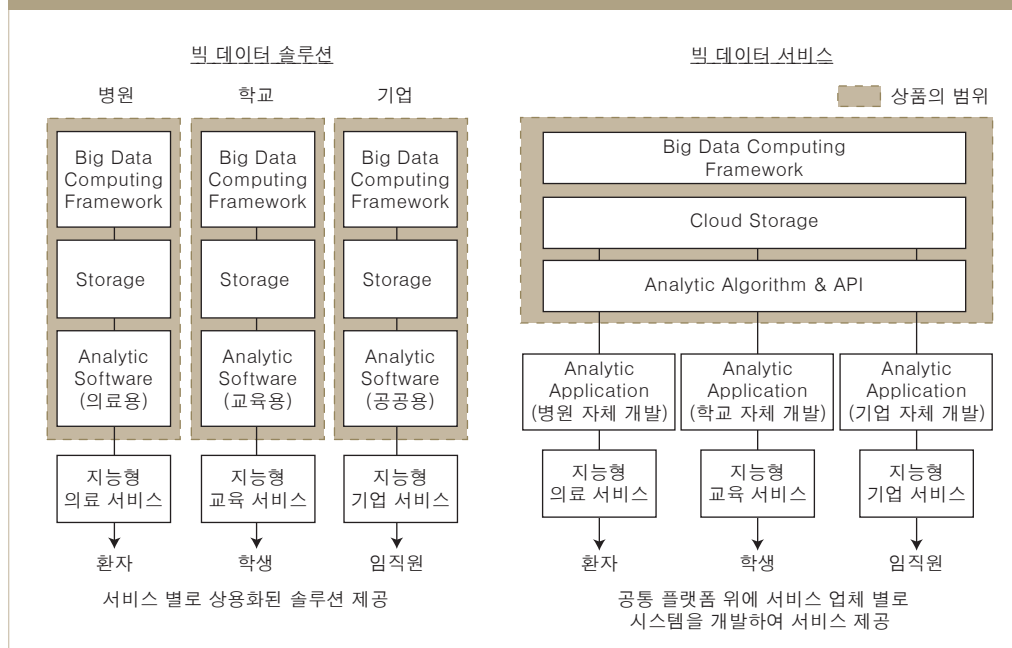 빅 데이터 솔루션
병원
학교
기업
Big Data
Computing
Framework
Big Data
Computing
Framework
Big Data
Computing
Framework
Storage
Storage
Storage
Analytic
Software
(의료용)
Analytic
Software
(교육용)
Analytic
Software
(공공용)
지능형
의료 서비스
지능형
교육 서비스
지능형
기업 서비스
환자
학생
임직원
서비스 별로 상용화된 솔루션 제공
빅 데이터 서비스
상품의 범위
Big Data Computing
Framework
Cloud Storage
Analytic Algorithm & API
Analytic
Application
(병원 자체 개발)
Analytic
Application
(학교 자체 개발)
Analytic
Application
(기업 자체 개발)
지능형
의료 서비스
지능형
교육 서비스
지능형
기업 서비스
환자
학생
임직원
공통 플랫폼 위에 서비스 업체 별로
시스템을 개발하여 서비스 제공